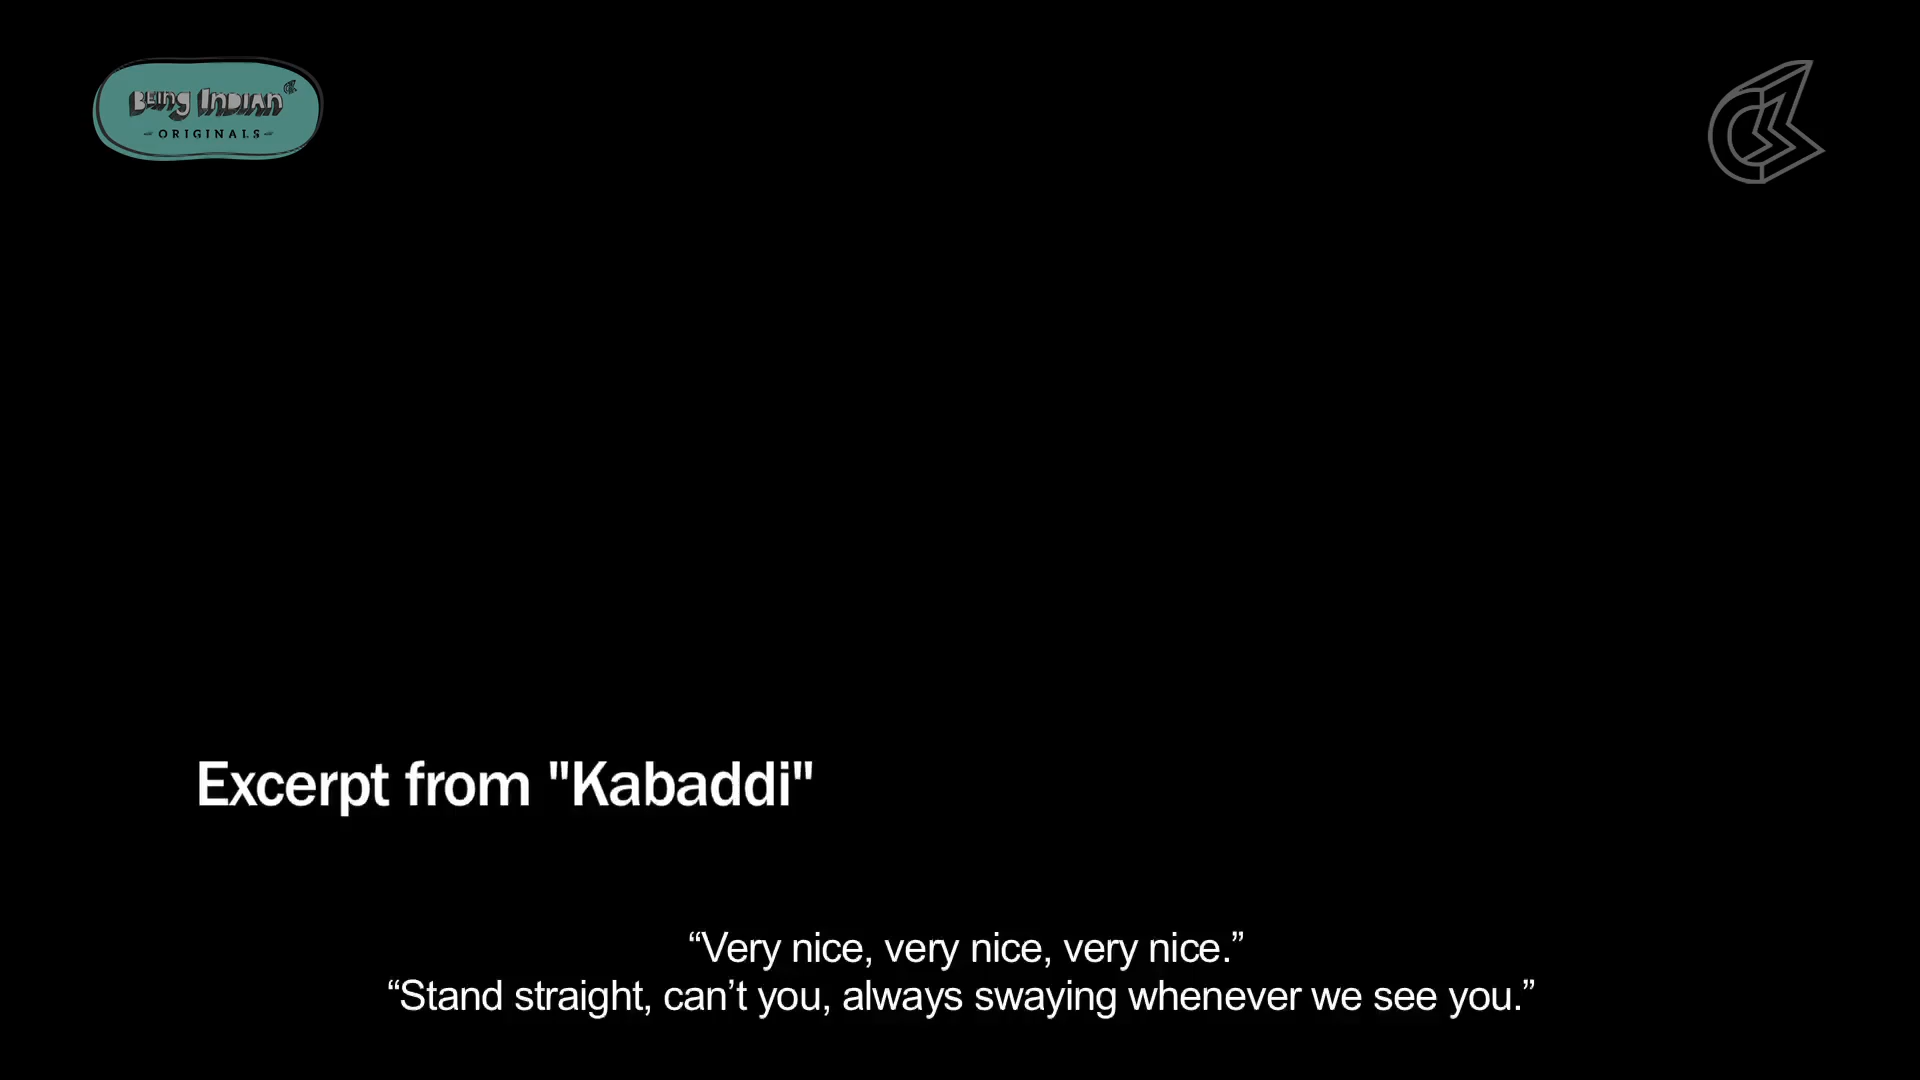 Being Indian
ORIGINALS
Excerpt from "Kabaddi"
“Very nice, very nice, very nice.”
“Stand straight, can’t you, always swaying whenever we see you.”